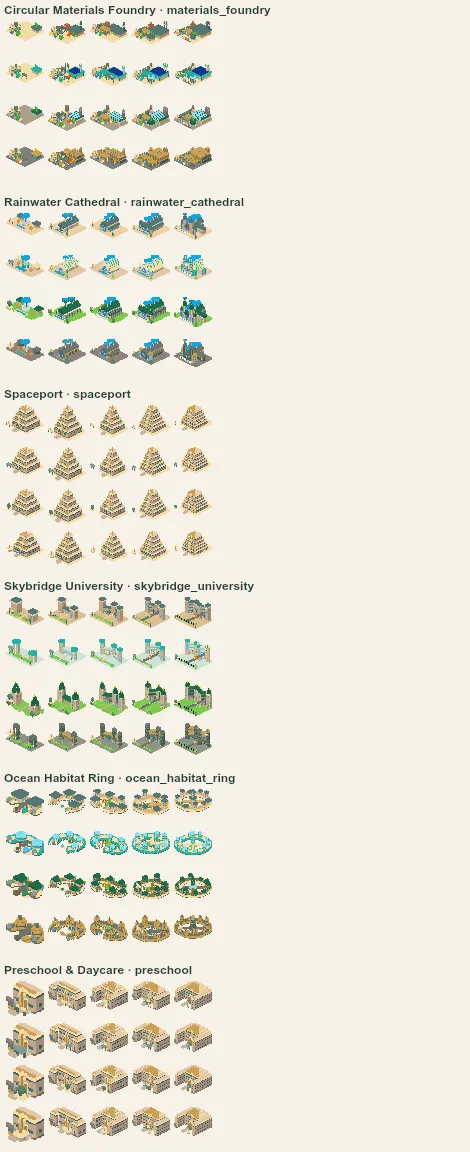 Circular Materials Foundry · materials_foundry
Rainwater Cathedral · rainwater_cathedral
Spaceport · spaceport
Skybridge University · skybridge_university
Ocean Habitat Ring · ocean_habitat_ring
Preschool & Daycare · preschool